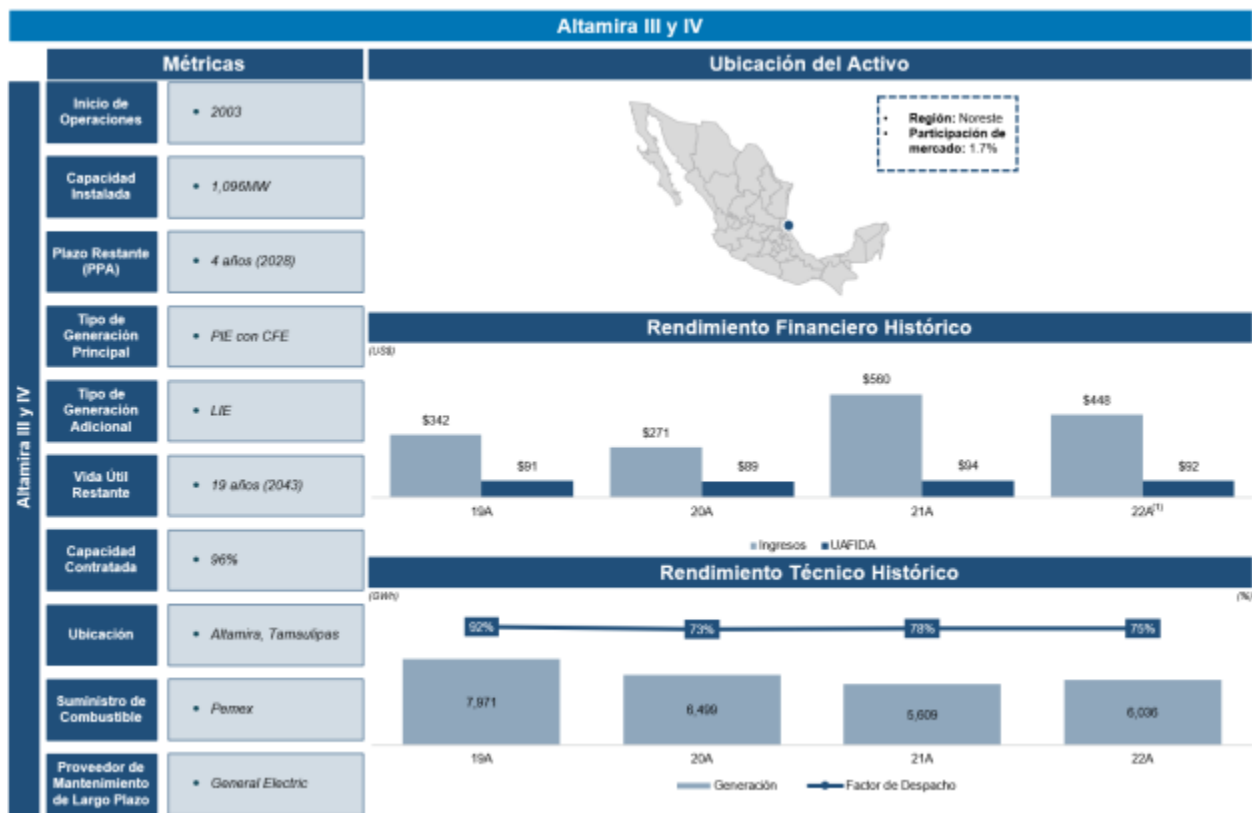 Altamira III y IV
Métricas
Altamira III y IV
Inicio de
Operaciones
• 2003
Capacidad
Instalada
• 1,096MW
Plazo Restante
(PPA)
• 4 años (2028)
Tipo de
Generación
Principal
• PIE con CFE
Tipo de
Generación
Adicional
• LIE
Vida Útil
Restante
• 19 años (2043)
Capacidad
Contratada
• 96%
Ubicación
• Altamira, Tamaulipas
Suministro de
Combustible
• Pemex
Proveedor de
Mantenimiento
de Largo Plazo
• General Electric
Ubicación del Activo
• Región: Noreste
• Participación de
mercado: 1.7%
Rendimiento Financiero Histórico
(US$)
$342
$91
$271
$89
$560
$94
$448
$92
19A
20A
21A
22A(1)
Ingresos
UAFIDA
Rendimiento Técnico Histórico
(GWh)
(%)
92%
73%
78%
75%
7,971
6,499
5,609
6,036
19A
20A
21A
22A
Generación
Factor de Despacho